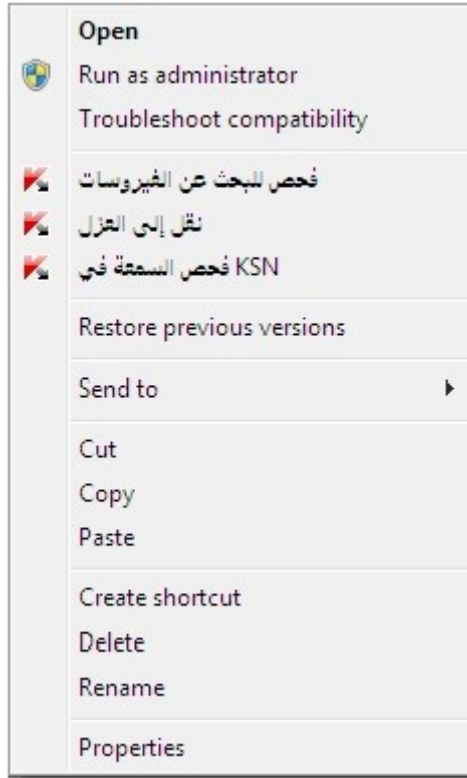 Open
Run as administrator
Troubleshoot compatibility
فحص للبحث عن الفيروسات
نقل إلى العزل
فحص السمعة في KSN
Restore previous versions
Send to
Cut
Copy
Paste
Create shortcut
Delete
Rename
Properties